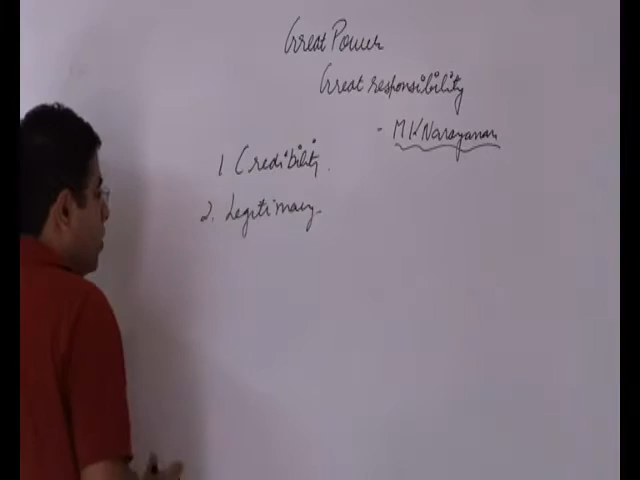 Great Power
Great responsibility
- M K Narayanan
1 Credibility.
2. Legitimacy.